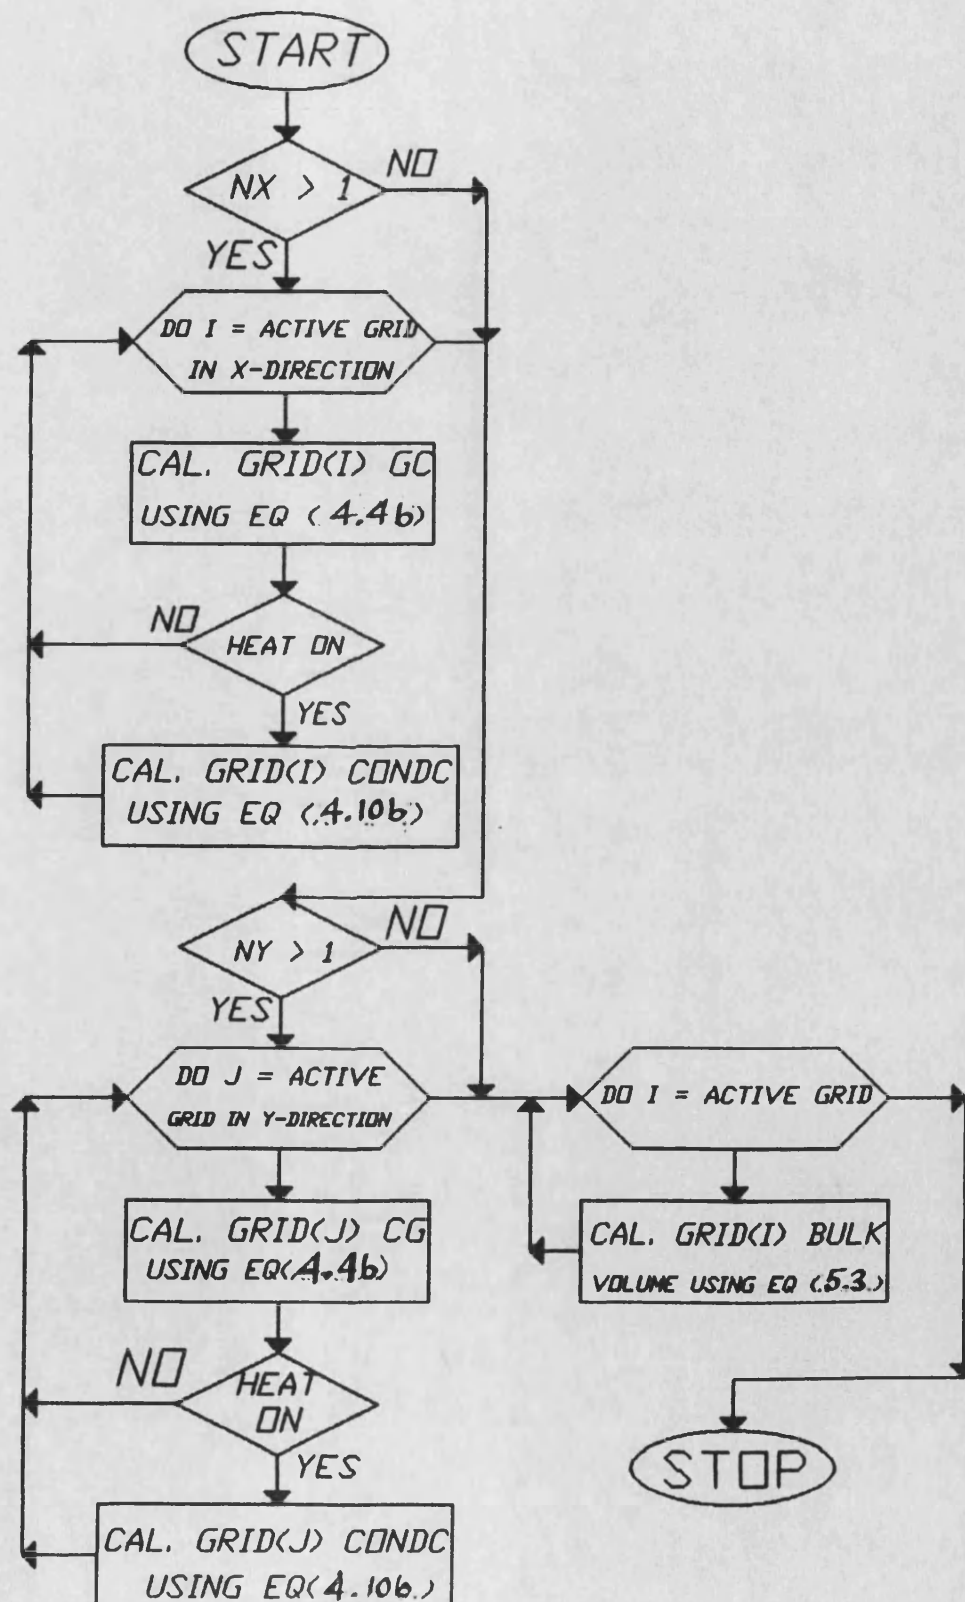 START
NX > 1
NO
YES
DO I = ACTIVE GRID
IN X-DIRECTION
CAL. GRID(I) GC
USING EQ (4.4b)
NO
HEAT ON
YES
CAL. GRID(I) CONDC
USING EQ (.4.10b.)
NY > 1
NO
YES
DO J = ACTIVE
GRID IN Y-DIRECTION
CAL. GRID(J) CG
USING EQ(4.4b)
NO
HEAT
ON
YES
CAL. GRID(J) CONDC
USING EQ(4.10b.)
DO I = ACTIVE GRID
CAL. GRID(I) BULK
VOLUME USING EQ (.5.3.)
STOP